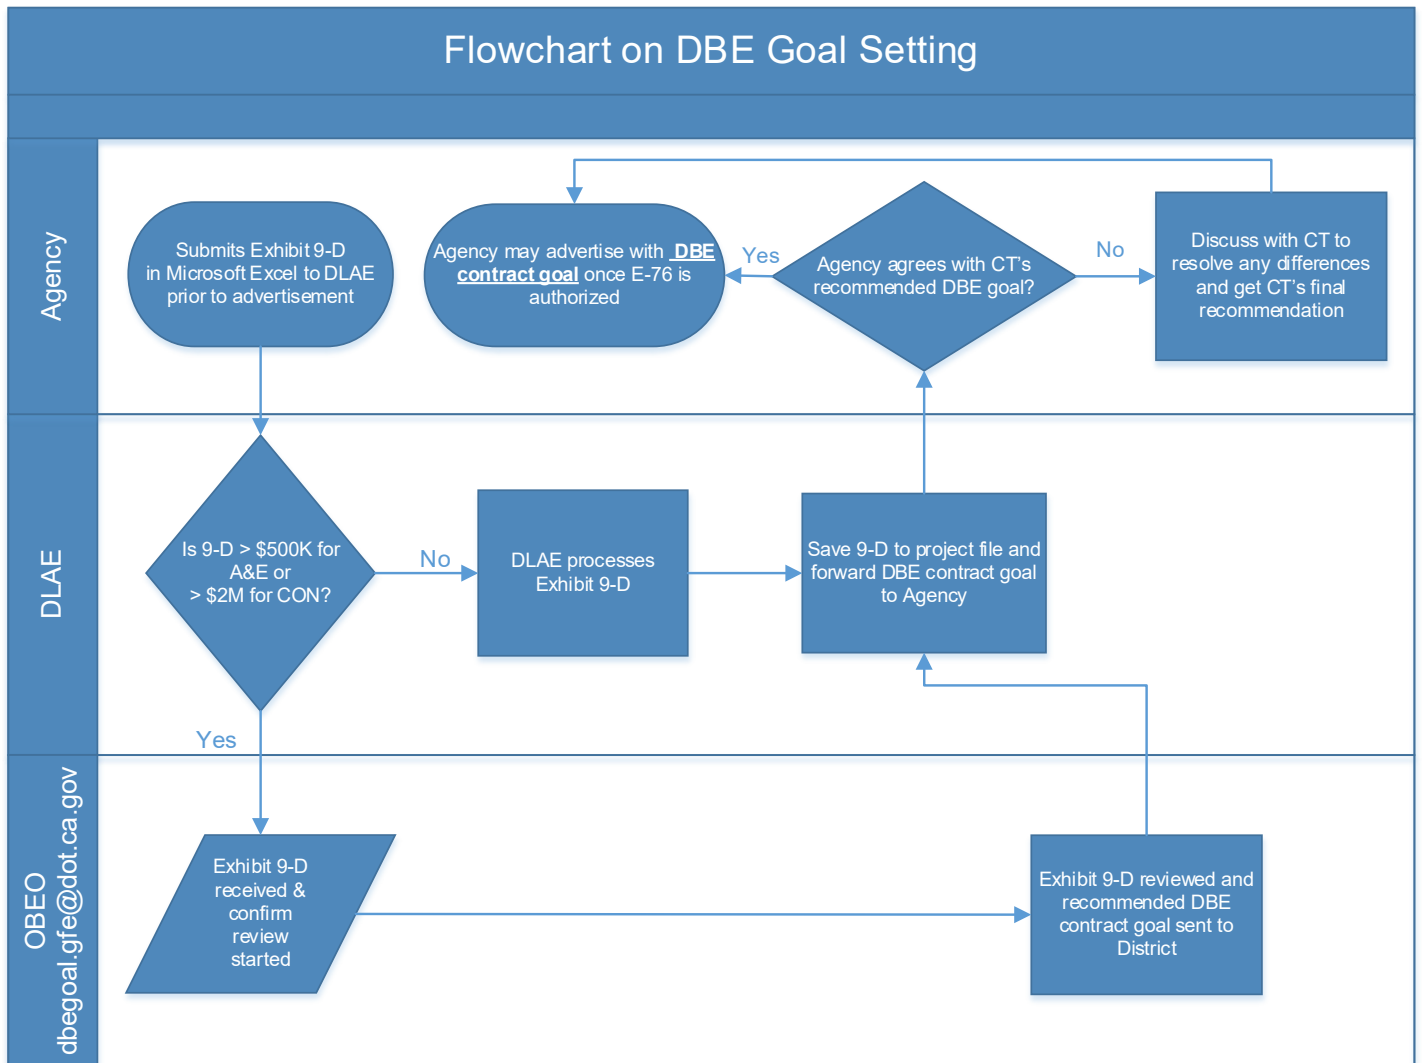 Flowchart on DBE Goal Setting
Agency
Submits Exhibit 9-D
in Microsoft Excel to DLAE
prior to advertisement
Agency may advertise with DBE
contract goal once E-76 is
authorized
Yes
Agency agrees with CT's
recommended DBE goal?
No
Discuss with CT to
resolve any differences
and get CT's final
recommendation
DLAE
Is 9-D > $500K for
A&E or
> $2M for CON?
No
DLAE processes
Exhibit 9-D
Save 9-D to project file and
forward DBE contract goal
to Agency
Yes
OBEO
dbegoal.gfe@dot.ca.gov
Exhibit 9-D
received &
confirm
review
started
Exhibit 9-D reviewed and
recommended DBE
contract goal sent to
District